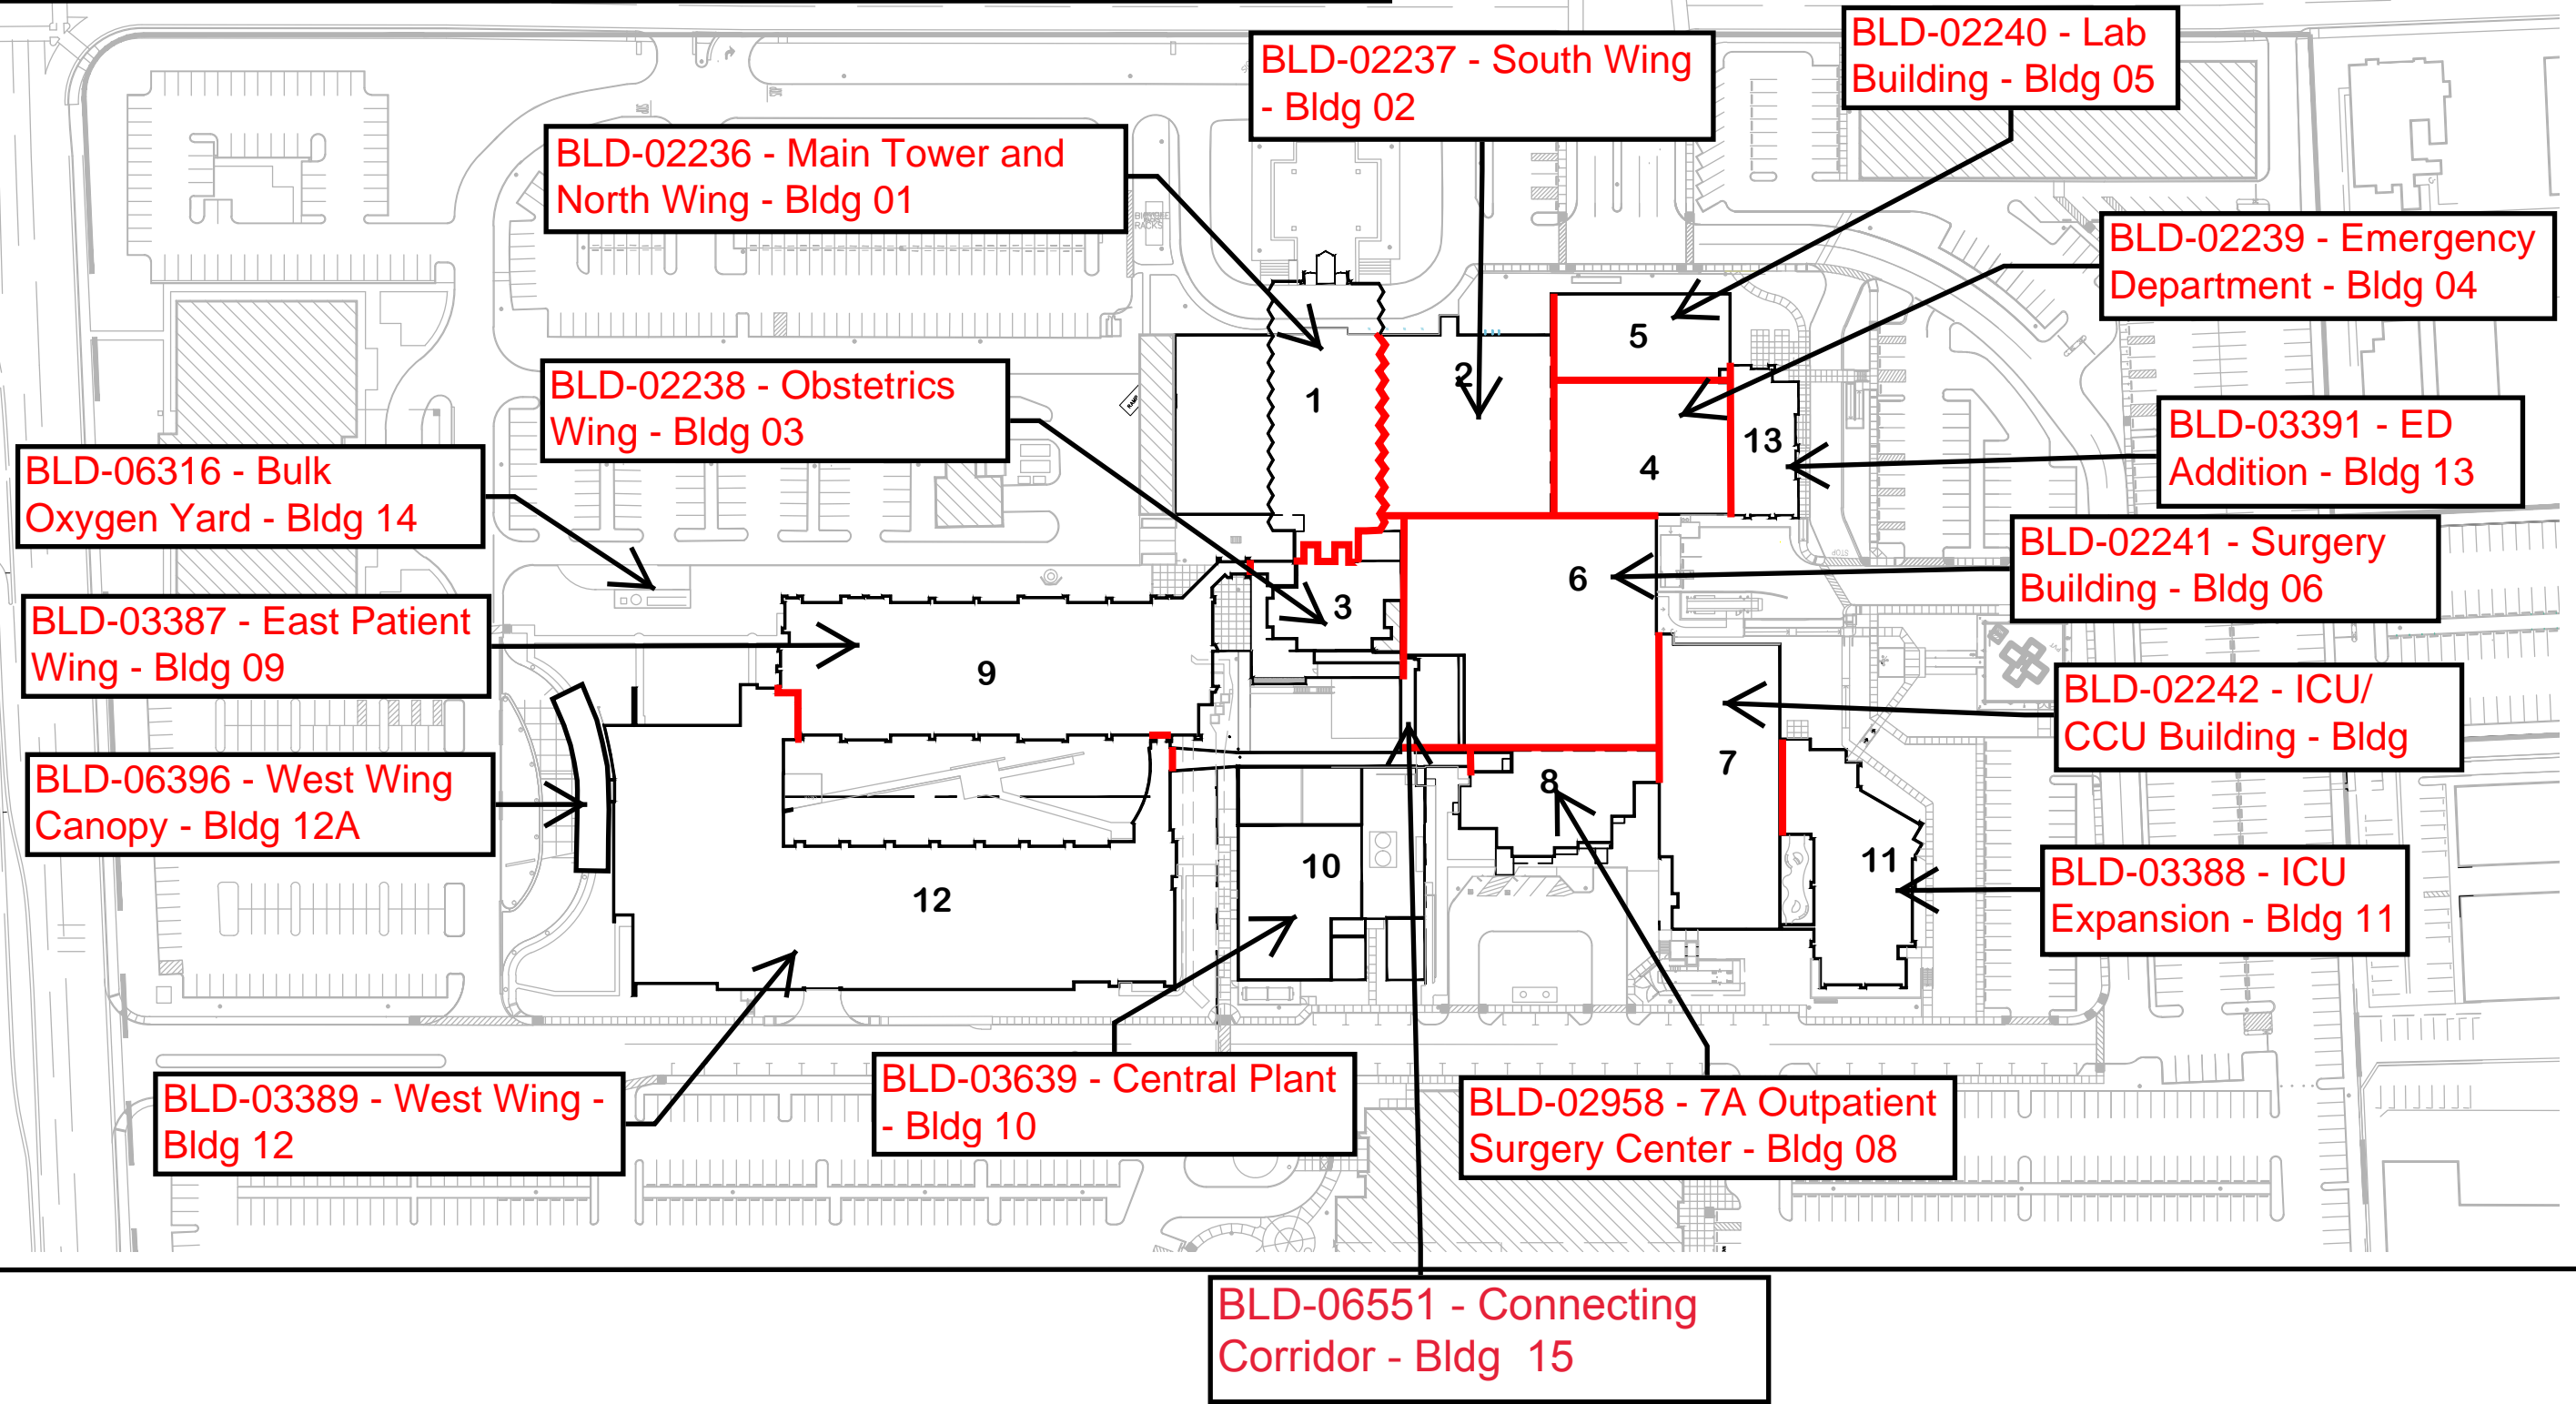 BLD-02240 - Lab
Building - Bldg 05
BLD-02237 - South Wing
- Bldg 02
BLD-02236 - Main Tower and
North Wing - Bldg 01
BICYCLE
RACKS
BLD-02239 - Emergency
Department - Bldg 04
BLD-02238 - Obstetrics
Wing - Bldg 03
RAMP
5
2
1
4
13
BLD-03391 - ED
Addition - Bldg 13
BLD-06316 - Bulk
Oxygen Yard - Bldg 14
STOP
BLD-02241 - Surgery
Building - Bldg 06
6
3
BLD-03387 - East Patient
Wing - Bldg 09
9
BLD-02242 - ICU/
CCU Building - Bldg
7
8
BLD-06396 - West Wing
Canopy - Bldg 12A
12
10
11
BLD-03388 - ICU
Expansion - Bldg 11
BLD-03389 - West Wing -
Bldg 12
BLD-03639 - Central Plant
- Bldg 10
BLD-02958 - 7A Outpatient
Surgery Center - Bldg 08
BLD-06551 - Connecting
Corridor - Bldg 15